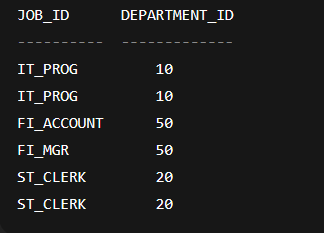 JOB_ID DEPARTMENT_ID
---------- -------------
IT_PROG 10
IT_PROG 10
FI_ACCOUNT 50
FI_MGR 50
ST_CLERK 20
ST_CLERK 20